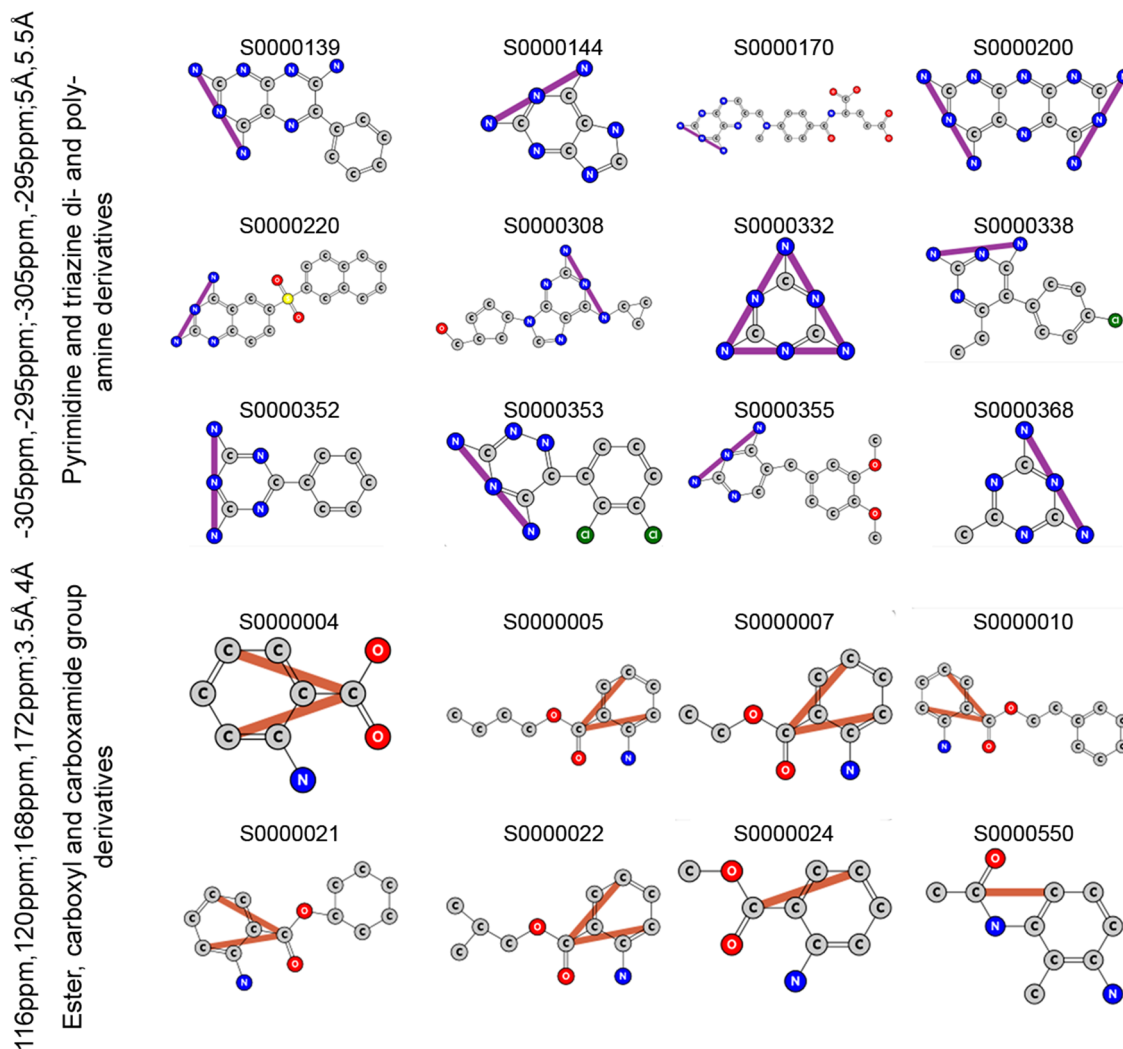 -305ppm,-295ppm;-305ppm,-295ppm;5Å,5.5Å
Pyrimidine and triazine di- and poly-
amine derivatives
S0000139
S0000144
S0000170
S0000200
S0000220
S0000308
S0000332
S0000338
S0000352
S0000353
S0000355
S0000368
116ppm,120ppm;168ppm,172ppm;3.5Å,4Å
Ester, carboxyl and carboxamide group
derivatives
S0000004
S0000005
S0000007
S0000010
S0000021
S0000022
S0000024
S0000550